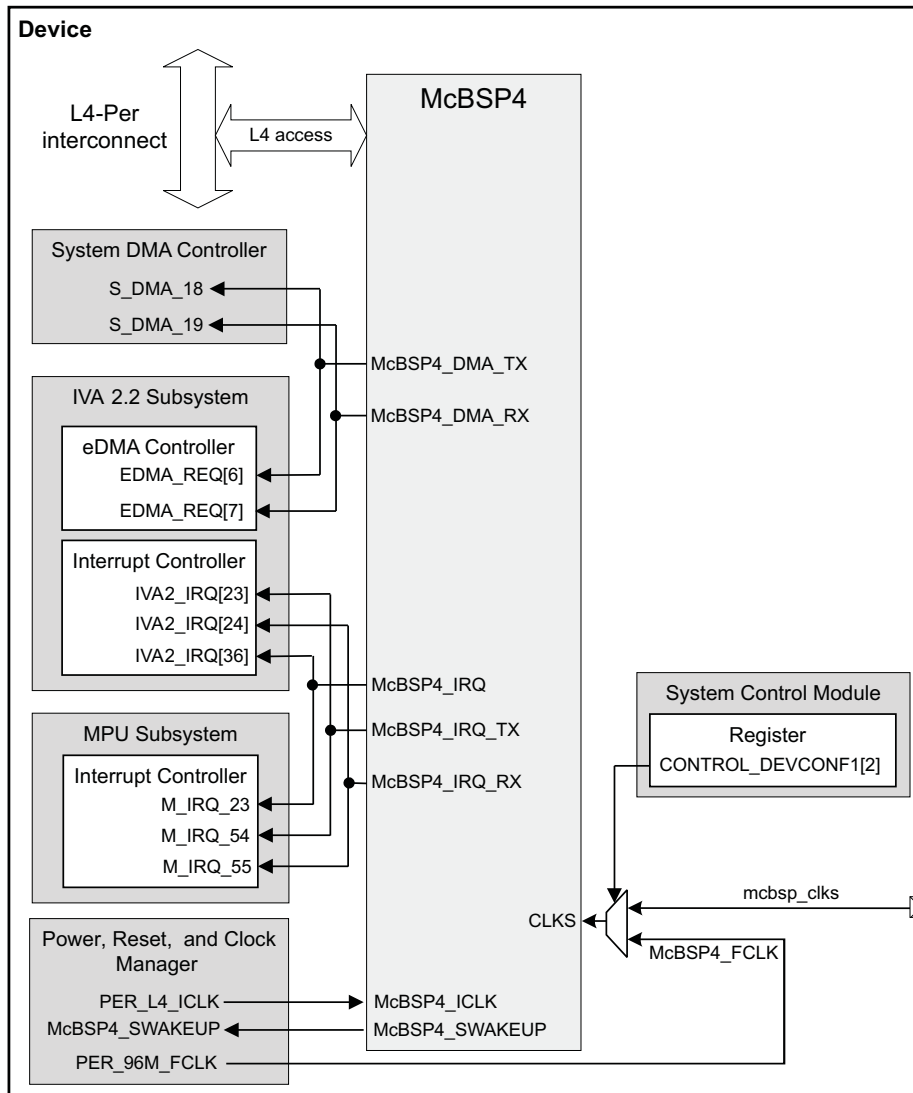 Device
McBSP4
L4-Per
interconnect
L4 access
System DMA Controller
S_DMA_18
S_DMA_19
McBSP4_DMA_TX
IVA 2.2 Subsystem
McBSP4_DMA_RX
eDMA Controller
EDMA_REQ[6]
EDMA_REQ[7]
Interrupt Controller
IVA2_IRQ[23]
IVA2_IRQ[24]
IVA2_IRQ[36]
McBSP4_IRQ
System Control Module
MPU Subsystem
McBSP4_IRQ_TX
Register
Interrupt Controller
CONTROL_DEVCONF1[2]
McBSP4_IRQ_RX
M_IRQ_23
M_IRQ_54
M_IRQ_55
mcbsp_clks
CLKS
Power, Reset, and Clock
Manager
McBSP4_FCLK
PER_L4_ICLK
McBSP4_ICLK
McBSP4_SWAKEUP
McBSP4_SWAKEUP
PER_96M_FCLK